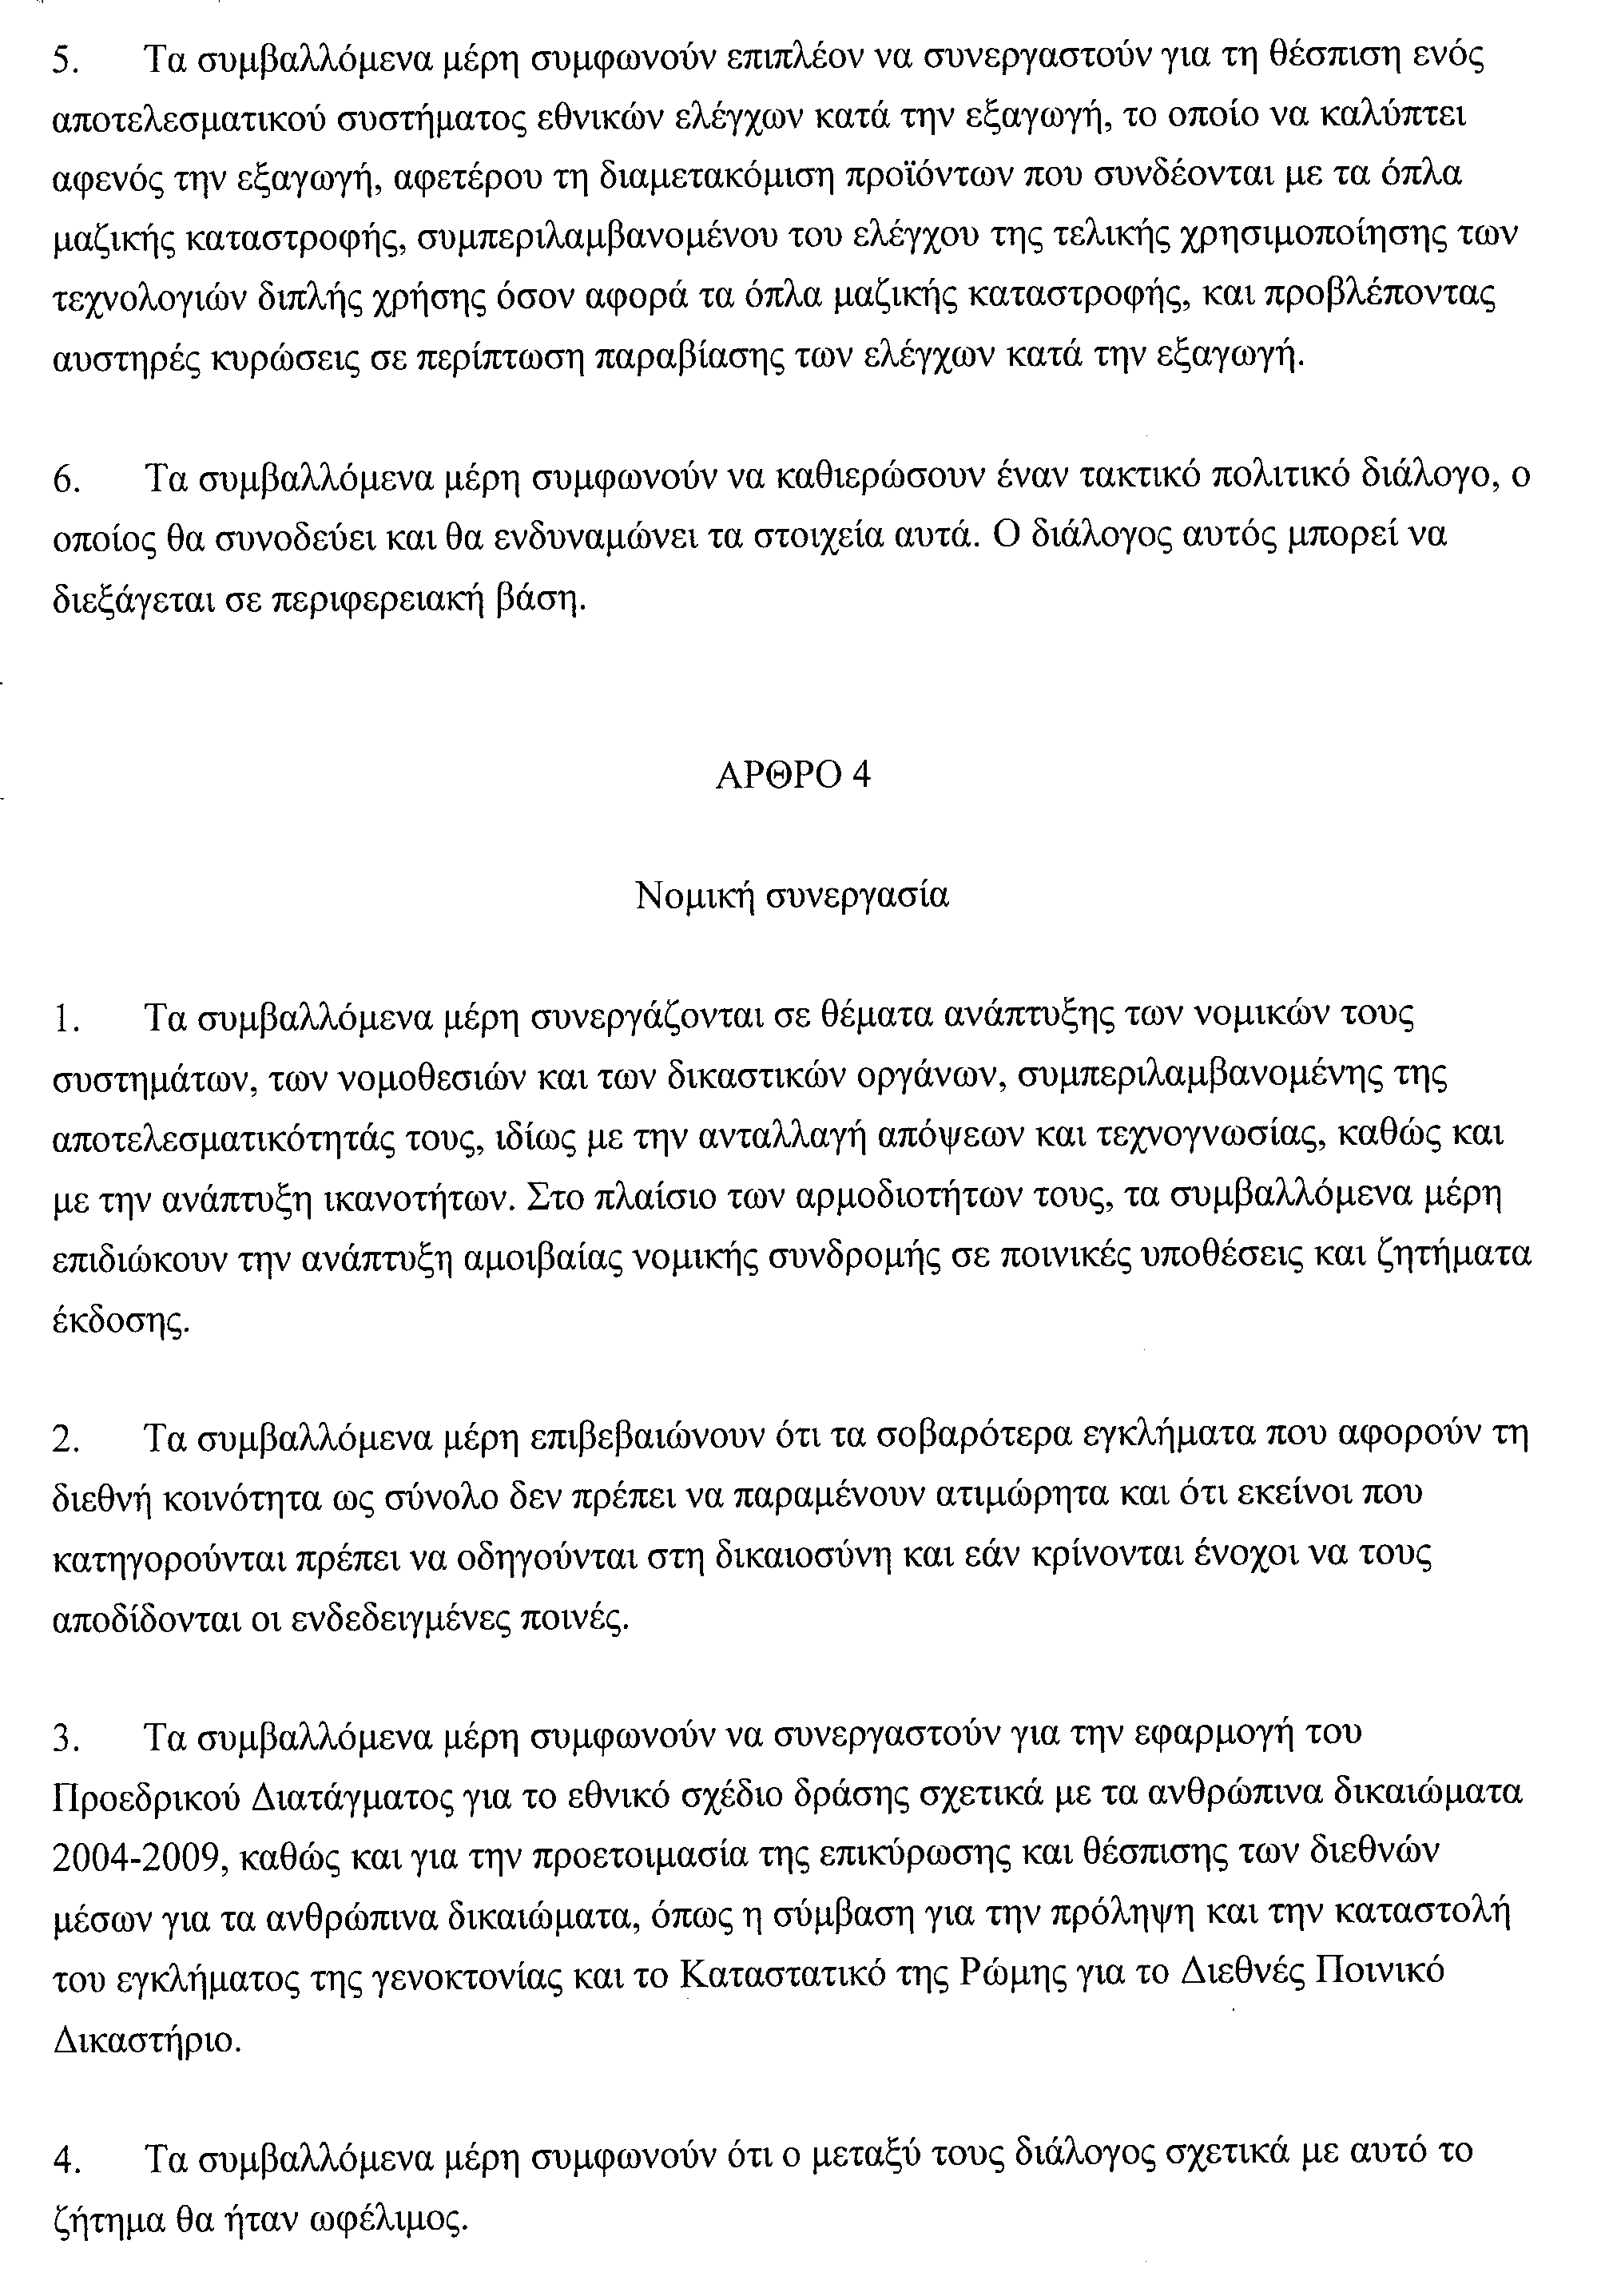 5. Τα συμβαλλόμενα μέρη συμφωνούν επιπλέον να συνεργαστούν για τη θέσπιση ενός
αποτελεσματικού συστήματος εθνικών ελέγχων κατά την εξαγωγή, το οποίο να καλύπτει
αφενός την εξαγωγή, αφετέρου τη διαμετακόμιση προϊόντων που συνδέονται με τα όπλα
μαζικής καταστροφής, συμπεριλαμβανομένου του ελέγχου της τελικής χρησιμοποίησης των
τεχνολογιών διπλής χρήσης όσον αφορά τα όπλα μαζικής καταστροφής, και προβλέποντας
αυστηρές κυρώσεις σε περίπτωση παραβίασης των ελέγχων κατά την εξαγωγή.
6. Τα συμβαλλόμενα μέρη συμφωνούν να καθιερώσουν έναν τακτικό πολιτικό διάλογο, ο
οποίος θα συνοδεύει και θα ενδυναμώνει τα στοιχεία αυτά. Ο διάλογος αυτός μπορεί να
διεξάγεται σε περιφερειακή βάση.
ΑΡΘΡΟ 4
Νομική συνεργασία
1. Τα συμβαλλόμενα μέρη συνεργάζονται σε θέματα ανάπτυξης των νομικών τους
συστημάτων, των νομοθεσιών και των δικαστικών οργάνων, συμπεριλαμβανομένης της
αποτελεσματικότητάς τους, ιδίως με την ανταλλαγή απόψεων και τεχνογνωσίας, καθώς και
με την ανάπτυξη ικανοτήτων. Στο πλαίσιο των αρμοδιοτήτων τους, τα συμβαλλόμενα μέρη
επιδιώκουν την ανάπτυξη αμοιβαίας νομικής συνδρομής σε ποινικές υποθέσεις και ζητήματα
έκδοσης.
2. Τα συμβαλλόμενα μέρη επιβεβαιώνουν ότι τα σοβαρότερα εγκλήματα που αφορούν τη
διεθνή κοινότητα ως σύνολο δεν πρέπει να παραμένουν ατιμώρητα και ότι εκείνοι που
κατηγορούνται πρέπει να οδηγούνται στη δικαιοσύνη και εάν κρίνονται ένοχοι να τους
αποδίδονται οι ενδεδειγμένες ποινές.
3. Τα συμβαλλόμενα μέρη συμφωνούν να συνεργαστούν για την εφαρμογή του
Προεδρικού Διατάγματος για το εθνικό σχέδιο δράσης σχετικά με τα ανθρώπινα δικαιώματα
2004-2009, καθώς και για την προετοιμασία της επικύρωσης και θέσπισης των διεθνών
μέσων για τα ανθρώπινα δικαιώματα, όπως η σύμβαση για την πρόληψη και την καταστολή
του εγκλήματος της γενοκτονίας και το Καταστατικό της Ρώμης για το Διεθνές Ποινικό
Δικαστήριο.
4. Τα συμβαλλόμενα μέρη συμφωνούν ότι ο μεταξύ τους διάλογος σχετικά με αυτό το
ζήτημα θα ήταν ωφέλιμος.